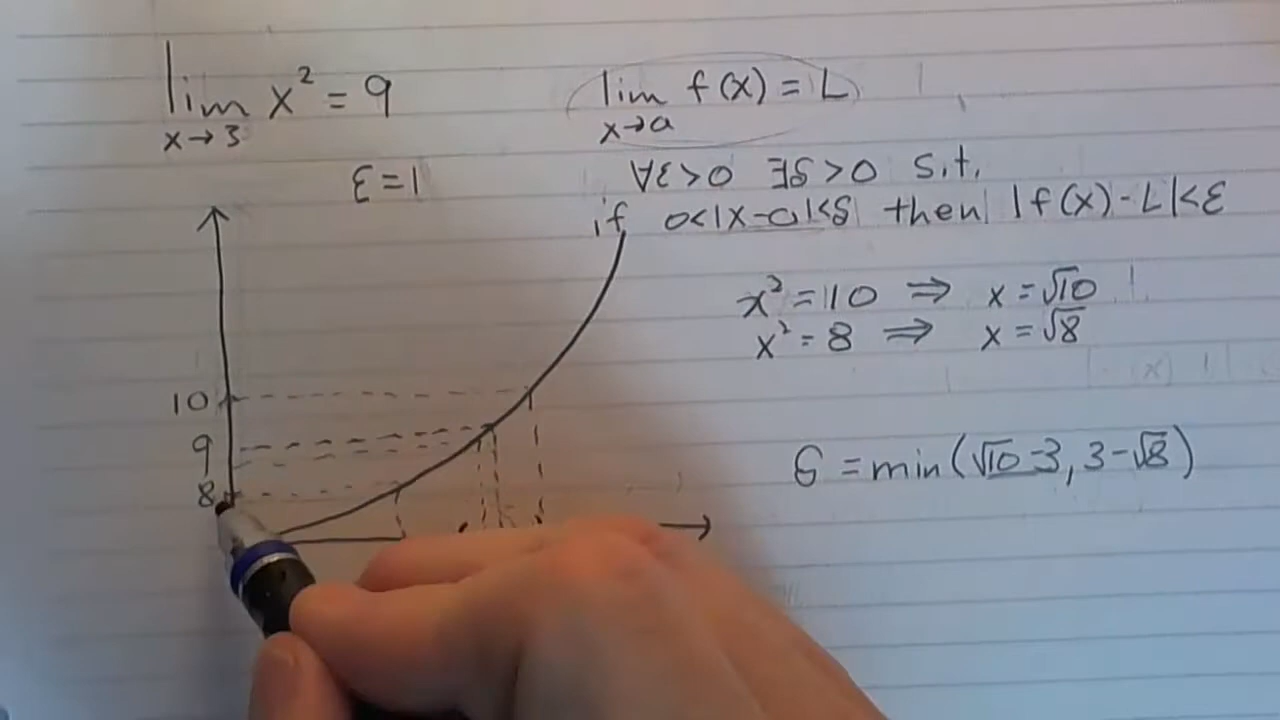 lim x² = 9
x→3
ε=1
10
9
8
lim f(x) = L
x→a
∀ε>0 ∃δ>0 s.t.
if 0<|x-a|<δ then |f(x)-L|<ε
x²=10 ⇒ x=√10
x²=8 ⇒ x=√8
δ=min(√10-3, 3-√8)